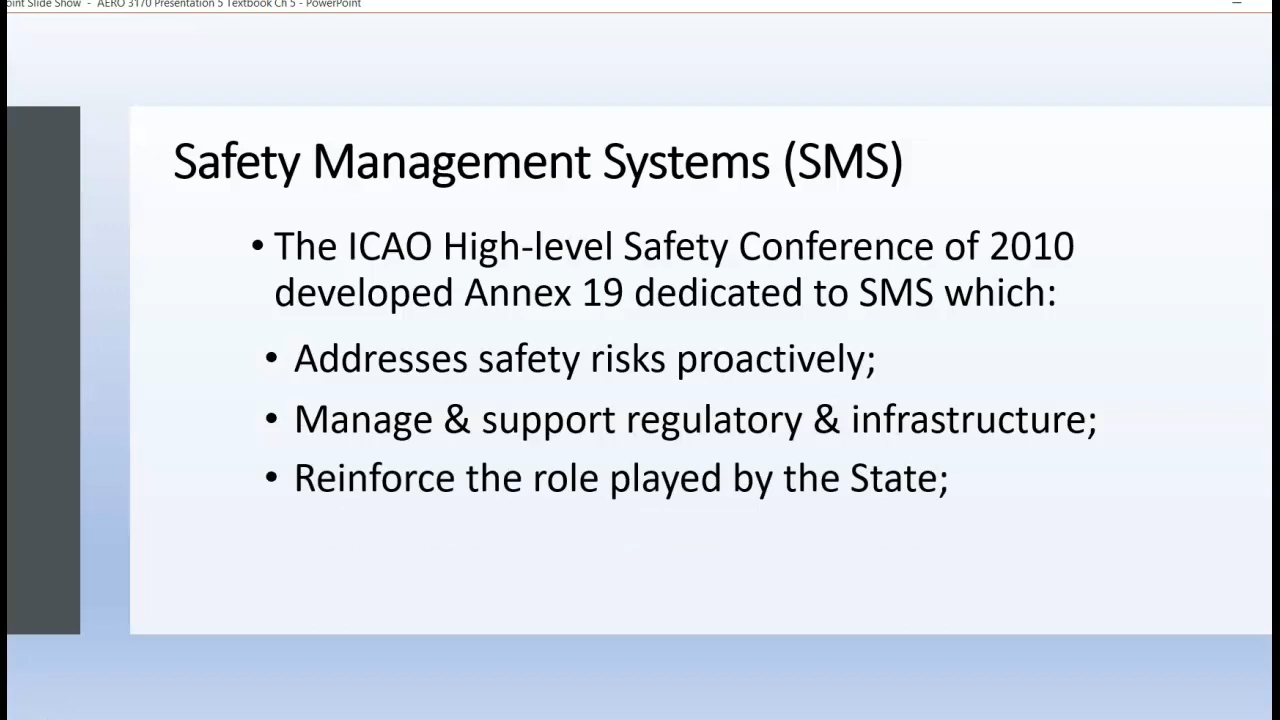 Slide Show - AERO 3170 Presentation 5 Textbook Ch 5 - PowerPoint
Safety Management Systems (SMS)
• The ICAO High-level Safety Conference of 2010
developed Annex 19 dedicated to SMS which:
• Addresses safety risks proactively;
• Manage & support regulatory & infrastructure;
• Reinforce the role played by the State;